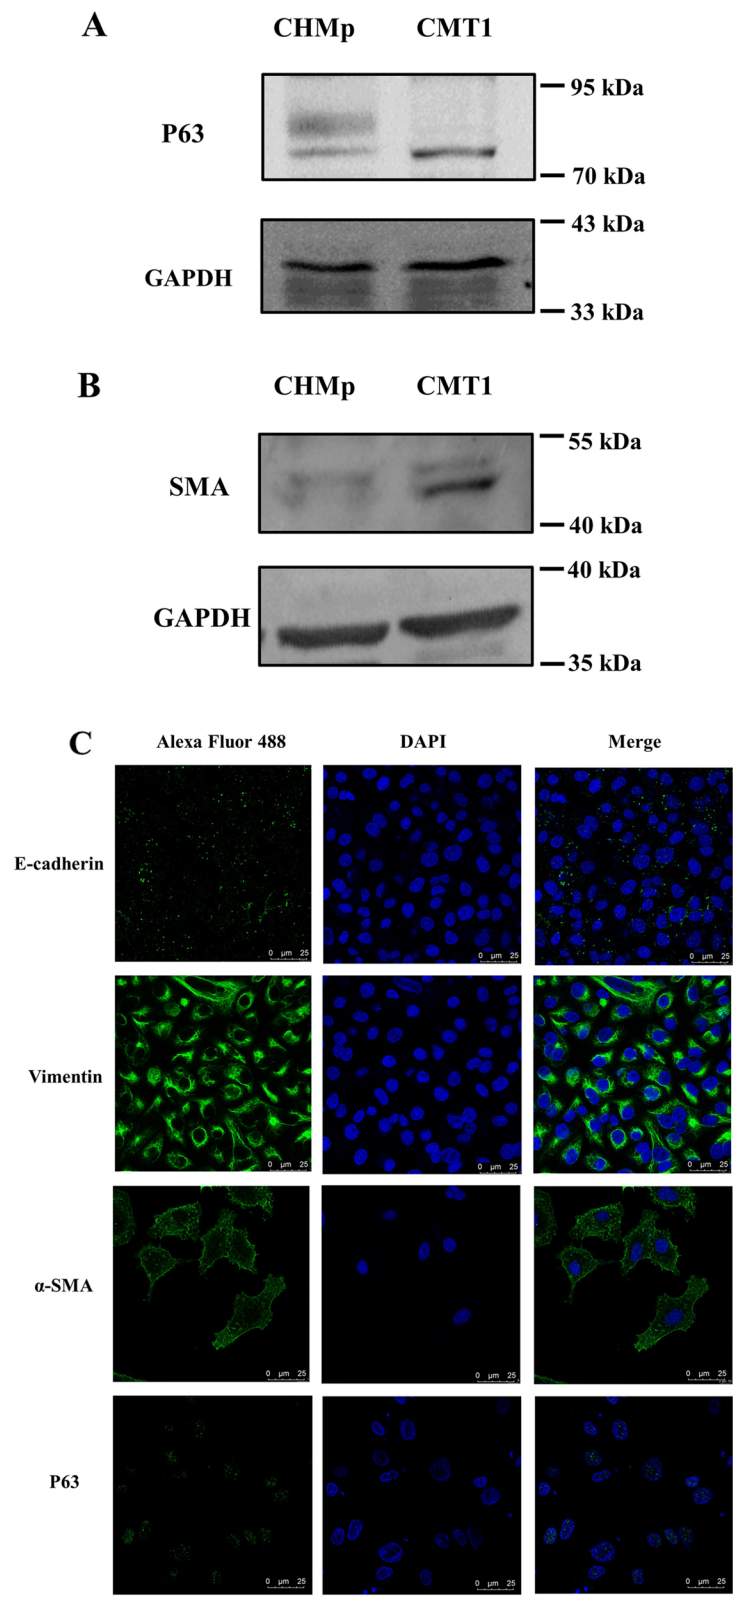 A
CHMp CMT1
P63
95 kDa
70 kDa
GAPDH
43 kDa
33 kDa
B
CHMp CMT1
SMA
55 kDa
40 kDa
GAPDH
40 kDa
35 kDa
C
Alexa Fluor 488 DAPI Merge
E-cadherin
0 µm 25 0 µm 25 0 µm 25
Vimentin
0 µm 25 0 µm 25 0 µm 25
α-SMA
0 µm 25 0 µm 25
P63
0 µm 25 0 µm 25 0 µm 25